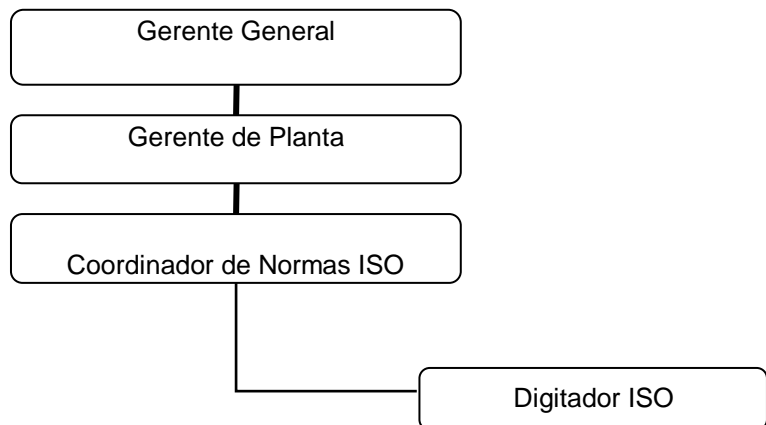 Gerente General
Gerente de Planta
Coordinador de Normas ISO
Digitador ISO